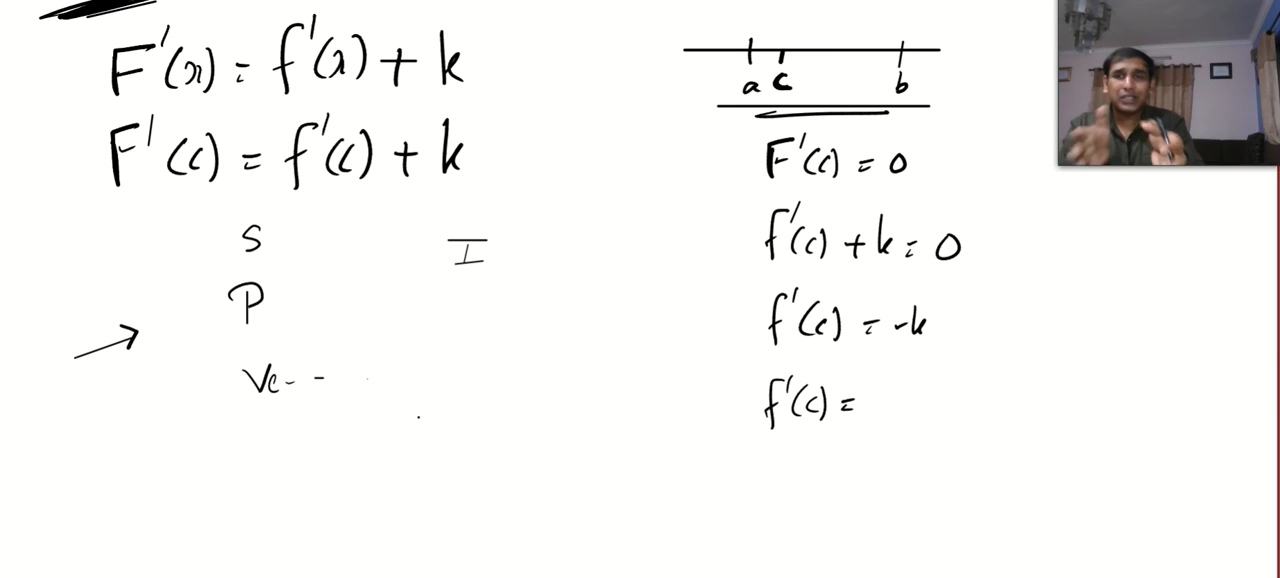 F'(x) = f'(x) + k
F'(c) = f'(c) + k
S
I
P
Ve--
a c b
F'(c) = 0
f'(c) + k = 0
f'(c) = -k
f'(c) =